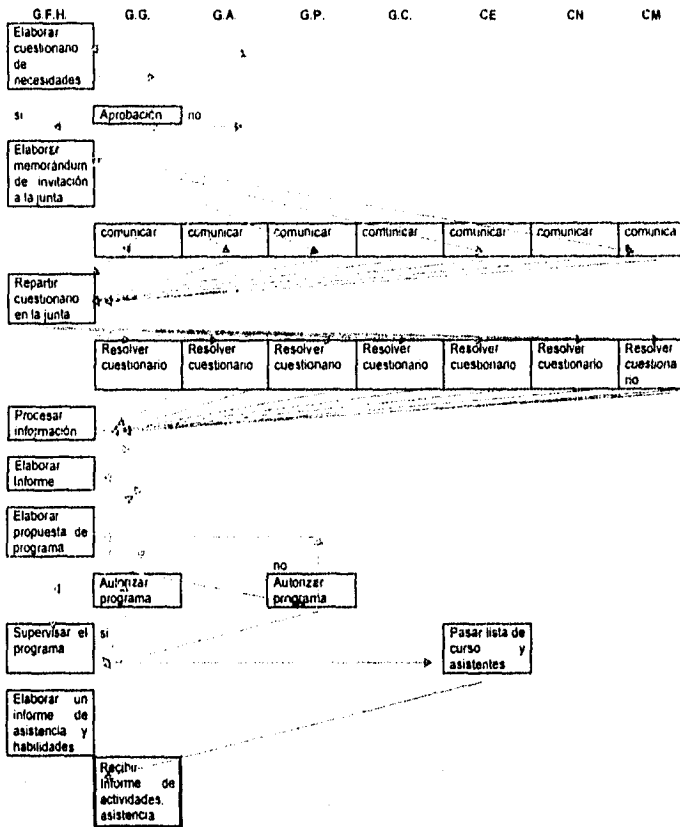 G.F.H. G.G. G.A. G.P. G.C. CE CN CM
Elaborar
cuestionario
de
necesidades
si Aprobación no
Elaborar
memorándum
de invitación
a la junta
comunicar comunicar comunicar comunicar comunicar comunicar comunica
Repartir
cuestionario
en la junta
Resolver Resolver Resolver Resolver Resolver Resolver Resolver
cuestionario cuestionario cuestionario cuestionario cuestionario cuestionario cuestiona
rio
Procesar
información
Elaborar
Informe
Elaborar
propuesta de
programa
no
Autorizar Autorizar
programa programa
Supervisar el si Pasar lista de
programa curso y
asistentes
Elaborar un
informe de
asistencia y
habilidades
Recibir
Informe de
actividades,
asistencia